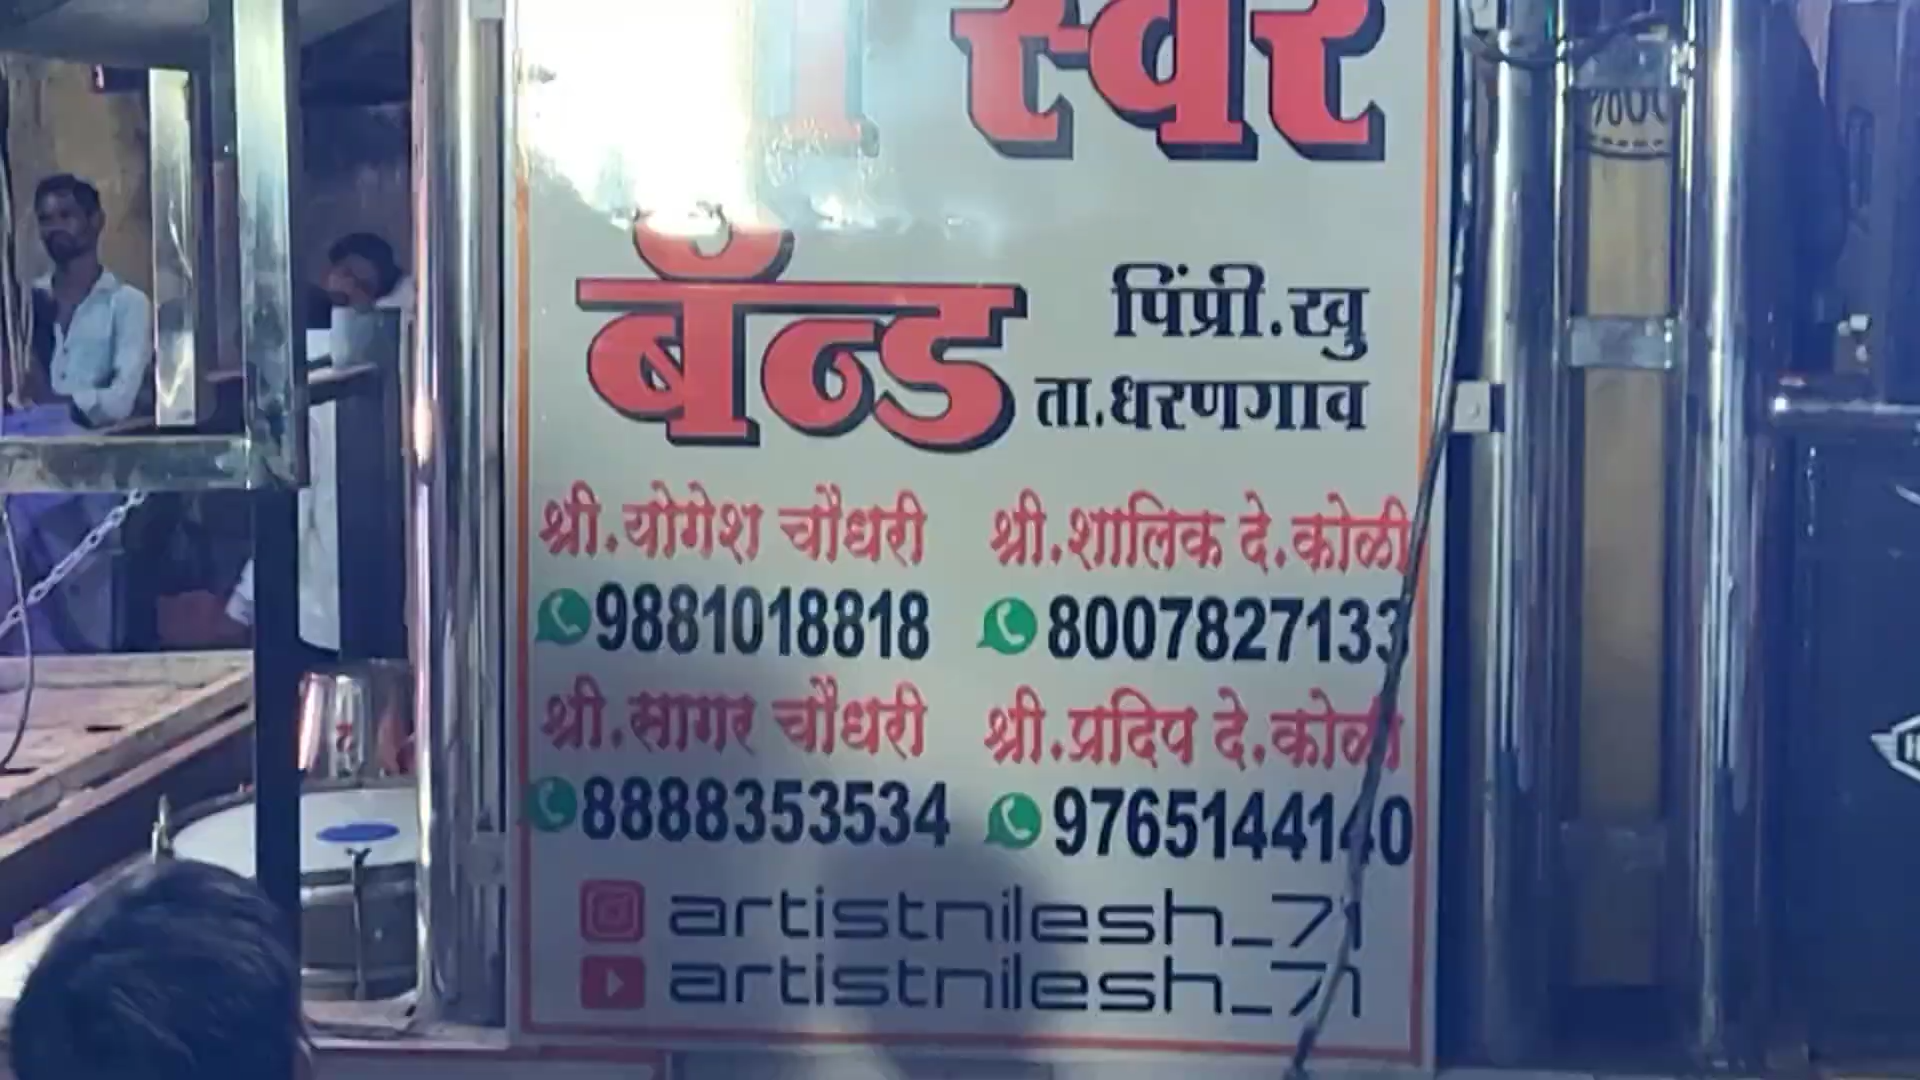 स्वर
बॅन्ड
पिंप्री.खु
ता.धरणगाव
श्री.योगेश चौधरी श्री.शालिक दे.कोळी
9881018818 8007827133
श्री.सागर चौधरी श्री.प्रदिप दे.कोळी
8888353534 9765144140
artistnilesh_71
artistnilesh_71